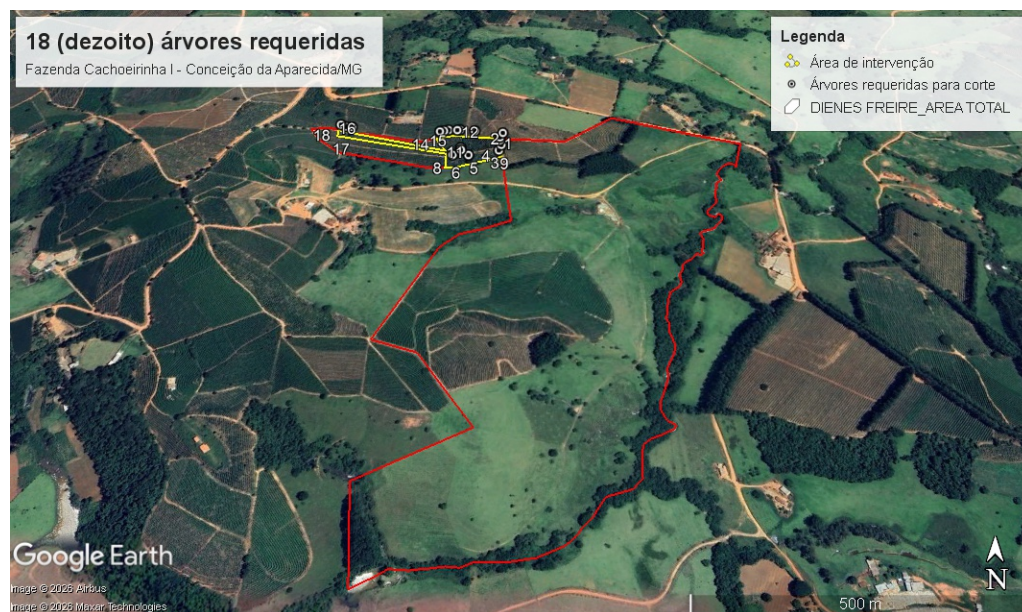 18 (dezoito) árvores requeridas
Fazenda Cachoeirinha I - Conceição da Aparecida/MG
Legenda
Área de intervenção
Árvores requeridas para corte
DIENES FREIRE_AREA TOTAL
16
18
17
14
15
12
2
1
8
6
5
4
3
9
Google Earth
Image © 2025 Airbus
Image © 2025 Maxar Technologies
500 m
N